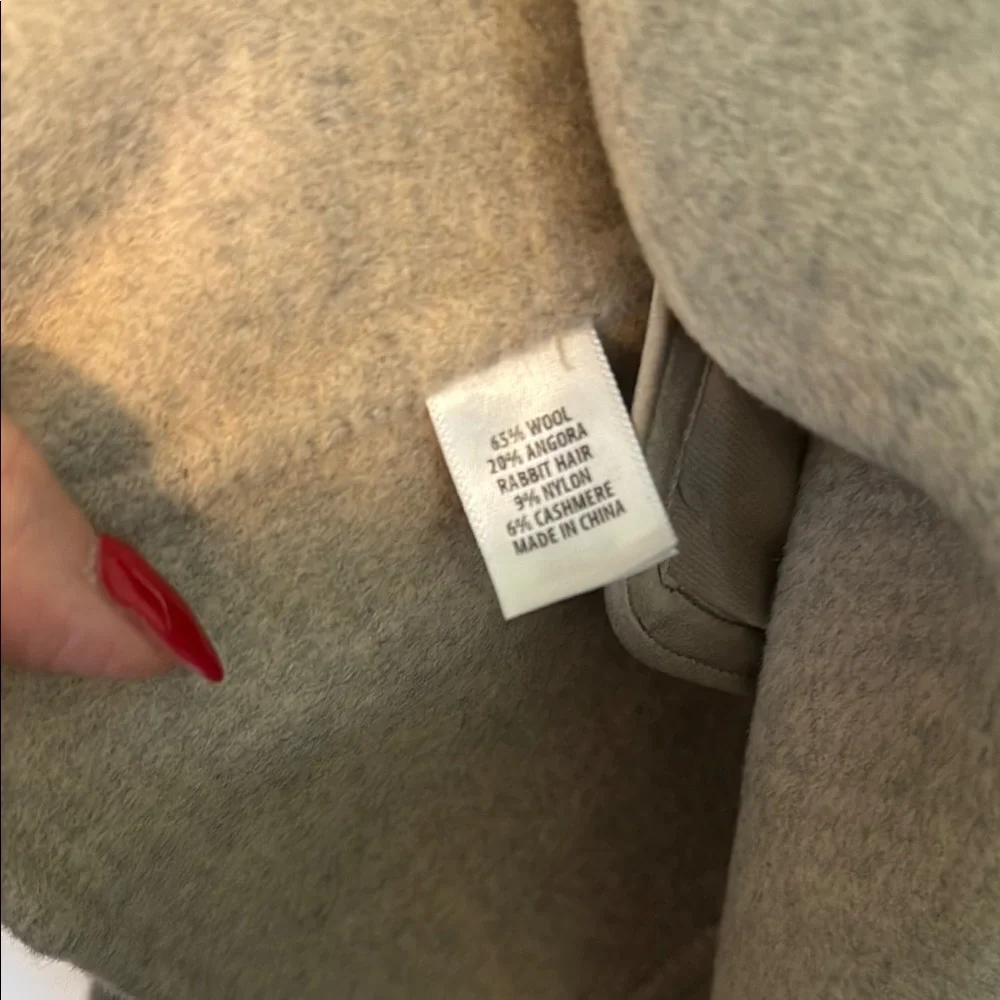 65% WOOL
20% ANGORA
RABBIT HAIR
9% NYLON
6% CASHMERE
MADE IN CHINA